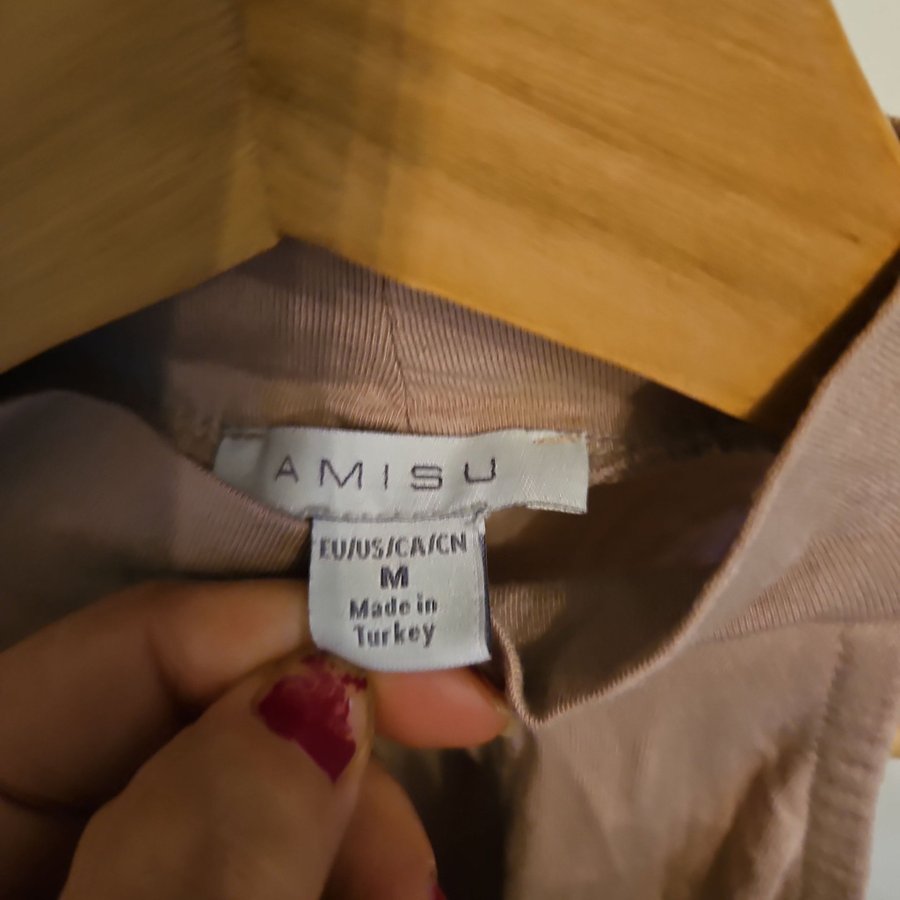 AMISU
EU/US/CA/CN
M
Made in
Turkey